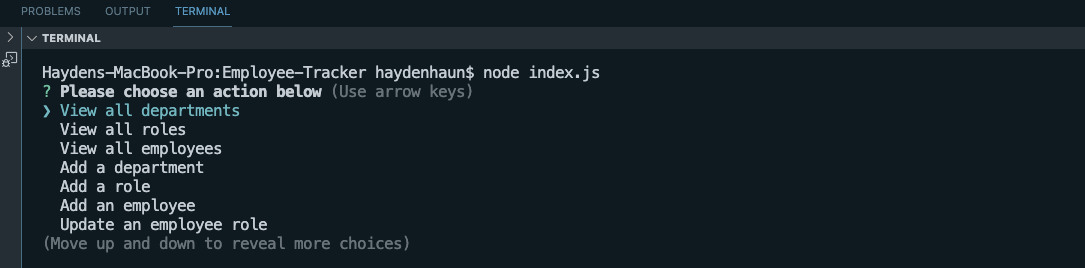 PROBLEMS OUTPUT TERMINAL
TERMINAL
Haydens-MacBook-Pro:Employee-Tracker haydenhaun$ node index.js
? Please choose an action below (Use arrow keys)
❯ View all departments
View all roles
View all employees
Add a department
Add a role
Add an employee
Update an employee role
(Move up and down to reveal more choices)